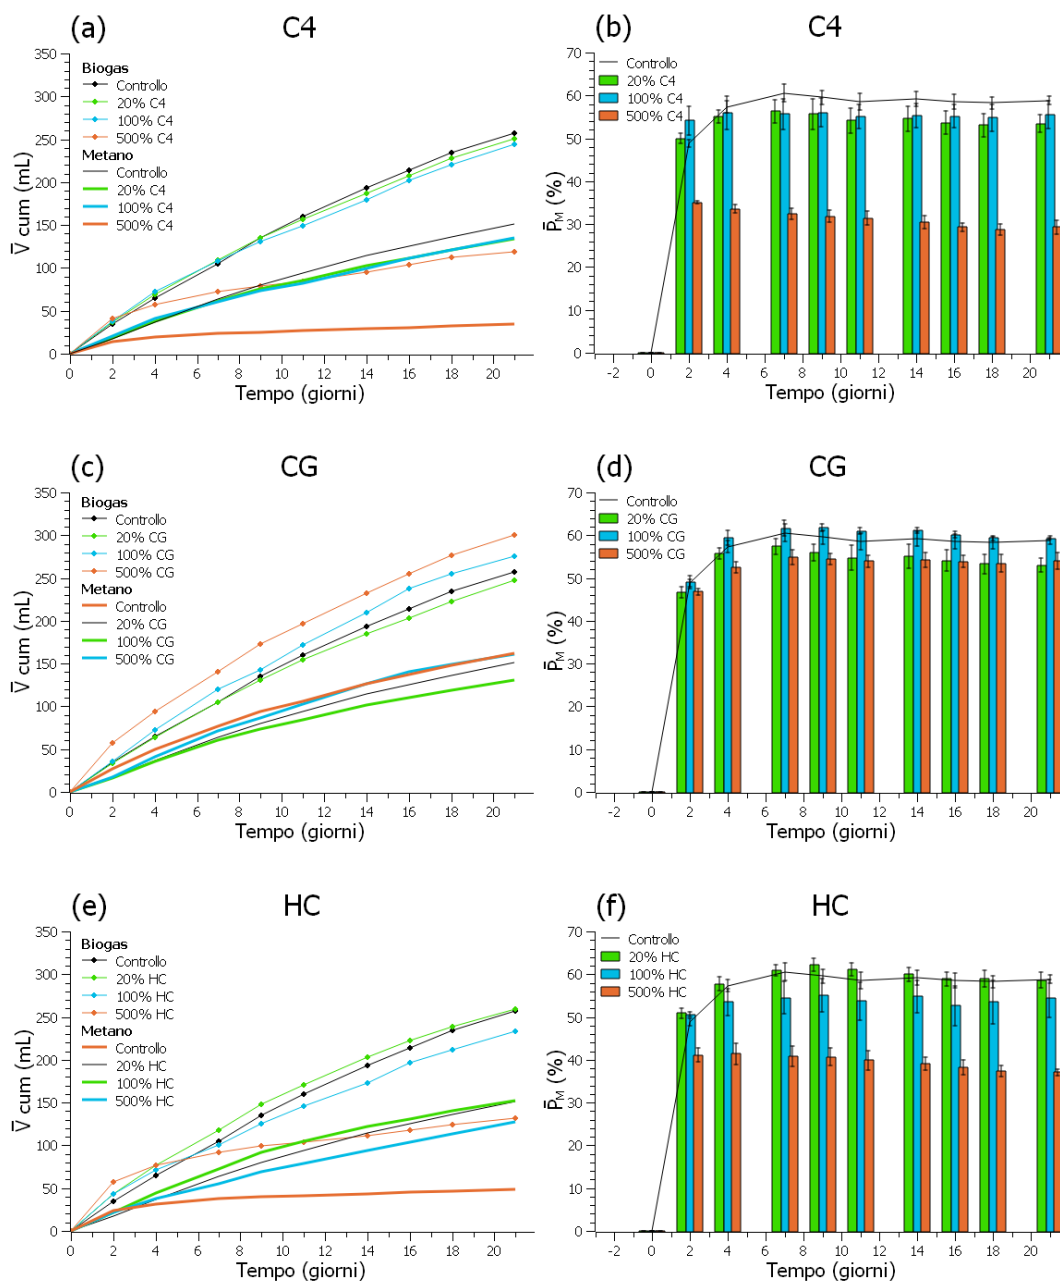 (a) C4
350
300
250
200
150
100
50
0
V̅ cum (mL)
Biogas
Controllo
20% C4
100% C4
500% C4
Metano
Controllo
20% C4
100% C4
500% C4
0 2 4 6 8 10 12 14 16 18 20
Tempo (giorni)
(b) C4
70
60
50
40
30
20
10
0
P̅M (%)
Controllo
20% C4
100% C4
500% C4
-2 0 2 4 6 8 10 12 14 16 18 20
Tempo (giorni)
(c) CG
350
300
250
200
150
100
50
0
V̅ cum (mL)
Biogas
Controllo
20% CG
100% CG
500% CG
Metano
Controllo
20% CG
100% CG
500% CG
0 2 4 6 8 10 12 14 16 18 20
Tempo (giorni)
(d) CG
70
60
50
40
30
20
10
0
P̅M (%)
Controllo
20% CG
100% CG
500% CG
-2 0 2 4 6 8 10 12 14 16 18 20
Tempo (giorni)
(e) HC
350
300
250
200
150
100
50
0
V̅ cum (mL)
Biogas
Controllo
20% HC
100% HC
500% HC
Metano
Controllo
20% HC
100% HC
500% HC
0 2 4 6 8 10 12 14 16 18 20
Tempo (giorni)
(f) HC
70
60
50
40
30
20
10
0
P̅M (%)
Controllo
20% HC
100% HC
500% HC
-2 0 2 4 6 8 10 12 14 16 18 20
Tempo (giorni)